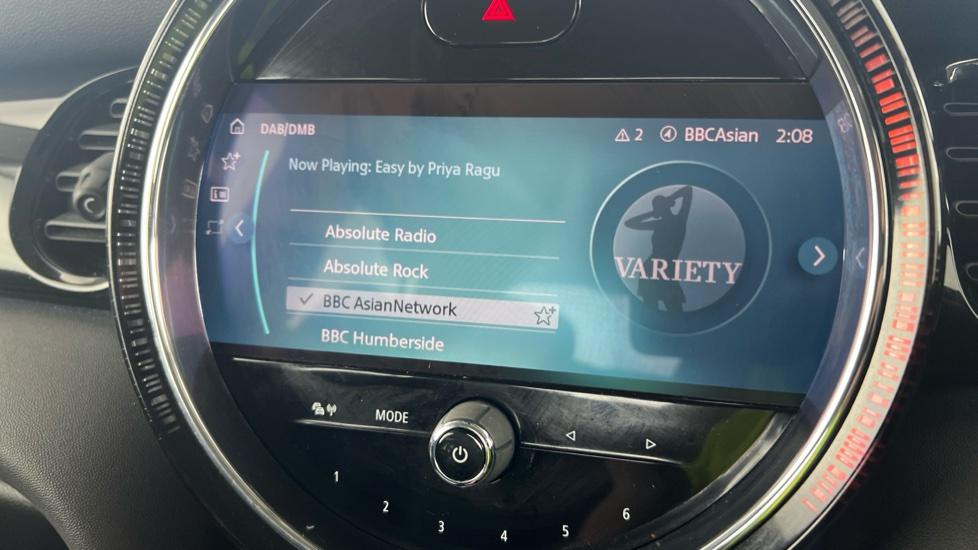 DAB/DMB 2 BBCAsian 2:08
Now Playing: Easy by Priya Ragu
Absolute Radio
Absolute Rock
BBC AsianNetwork
BBC Humberside
VARIETY
MODE
1 2 3 4 5 6